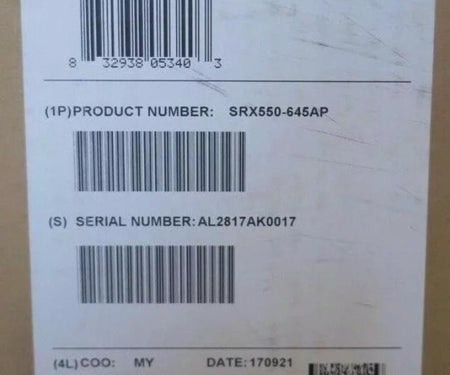 8 32938 05340 3
(1P)PRODUCT NUMBER: SRX550-645AP
(S) SERIAL NUMBER:AL2817AK0017
(4L)COO: MY DATE:170921